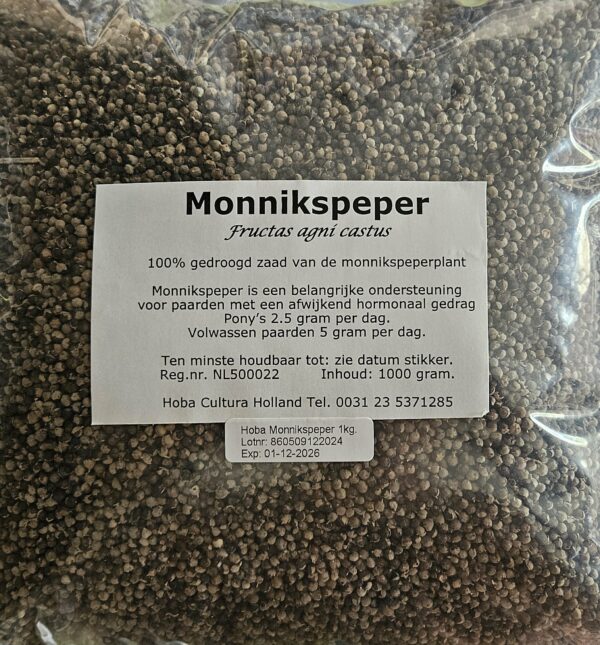 Monnikspeper
Fructas agni castus
100% gedroogd zaad van de monnikspeperplant
Monnikspeper is een belangrijke ondersteuning
voor paarden met een afwijkend hormonaal gedrag
Pony's 2.5 gram per dag.
Volwassen paarden 5 gram per dag.
Ten minste houdbaar tot: zie datum stikker.
Reg.nr. NL500022 Inhoud: 1000 gram.
Hoba Cultura Holland Tel. 0031 23 5371285
Hoba Monnikspeper 1kg.
Lotnr: 860509122024
Exp: 01-12-2026